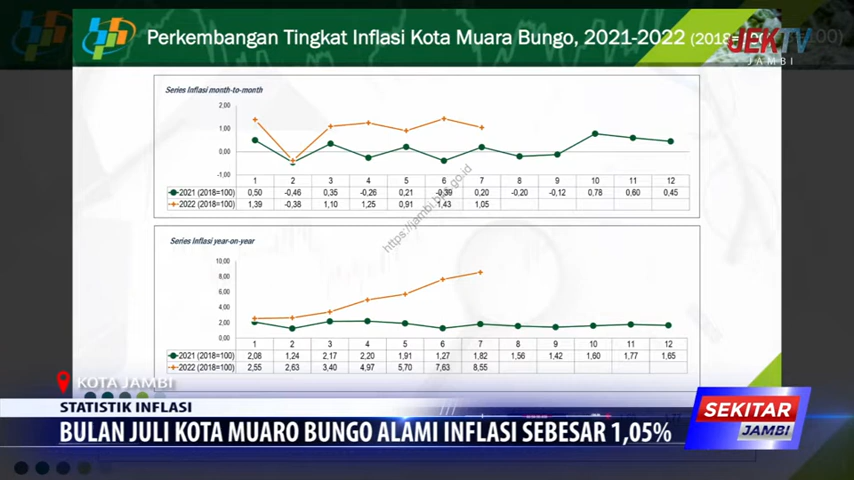 Perkembangan Tingkat Inflasi Kota Muara Bungo, 2021-2022 (2018=
=100)
JEKTV
JAMBI
Series Inflasi month-to-month
2,00
1,00
0,00
-1,00
1 2 3 4 5 6 7 8 9 10 11 12
2021 (2018=100) 0,50 -0,46 0,35 -0,26 0,21 -0,39 0,20 -0,20 -0,12 0,78 0,60 0,45
2022 (2018=100) 1,39 -0,38 1,10 1,25 0,91 1,43 1,05
https://jambi.bps.go.id
Series Inflasi year-on-year
10,00
8,00
6,00
4,00
2,00
0,00
1 2 3 4 5 6 7 8 9 10 11 12
2021 (2018=100) 2,08 1,24 2,17 2,20 1,91 1,27 1,82 1,56 1,42 1,60 1,77 1,65
2022 (2018=100) 2,55 2,63 3,40 4,97 5,70 7,63 8,55
KOTA JAMBI
STATISTIK INFLASI
BULAN JULI KOTA MUARO BUNGO ALAMI INFLASI SEBESAR 1,05%
SEKITAR
JAMBI